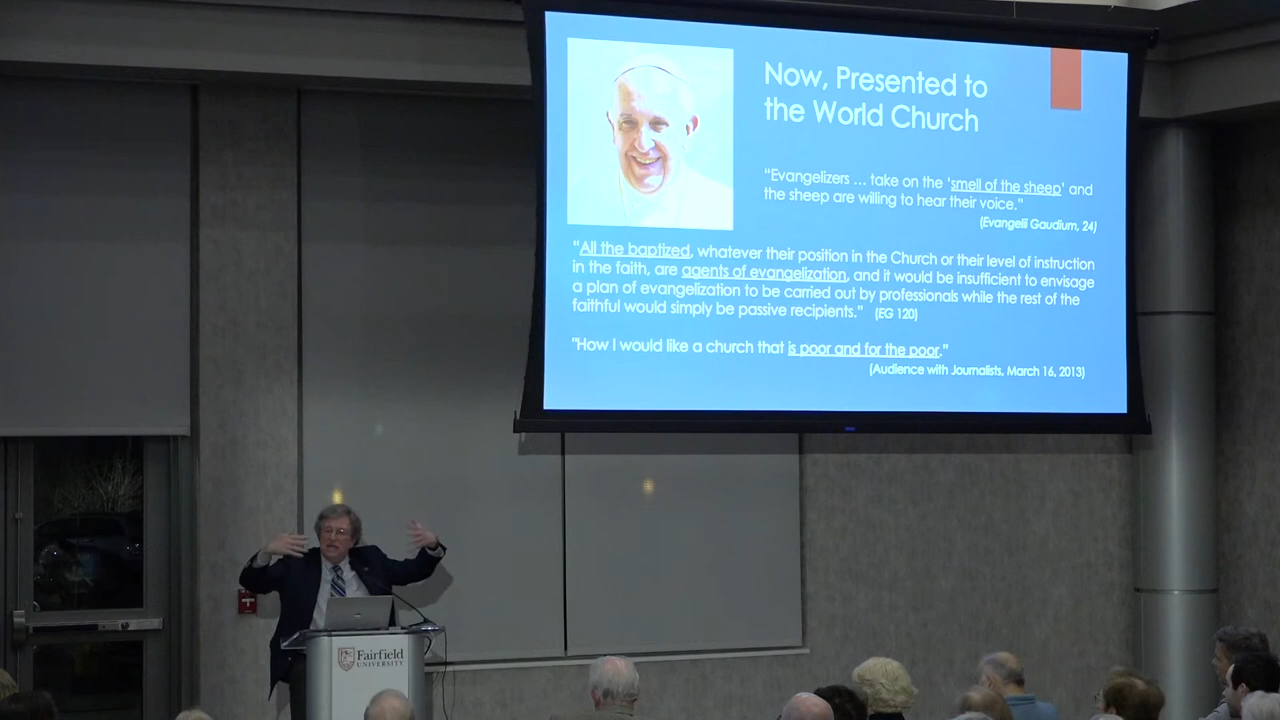 Now, Presented to
the World Church
“Evangelizers ... take on the ‘smell of the sheep’ and
the sheep are willing to hear their voice.”
(Evangelii Gaudium, 24)
“All the baptized, whatever their position in the Church or their level of instruction
in the faith, are agents of evangelization, and it would be insufficient to envisage
a plan of evangelization to be carried out by professionals while the rest of the
faithful would simply be passive recipients.” (EG 120)
"How I would like a church that is poor and for the poor."
(Audience with Journalists, March 16, 2013)
Fairfield
UNIVERSITY